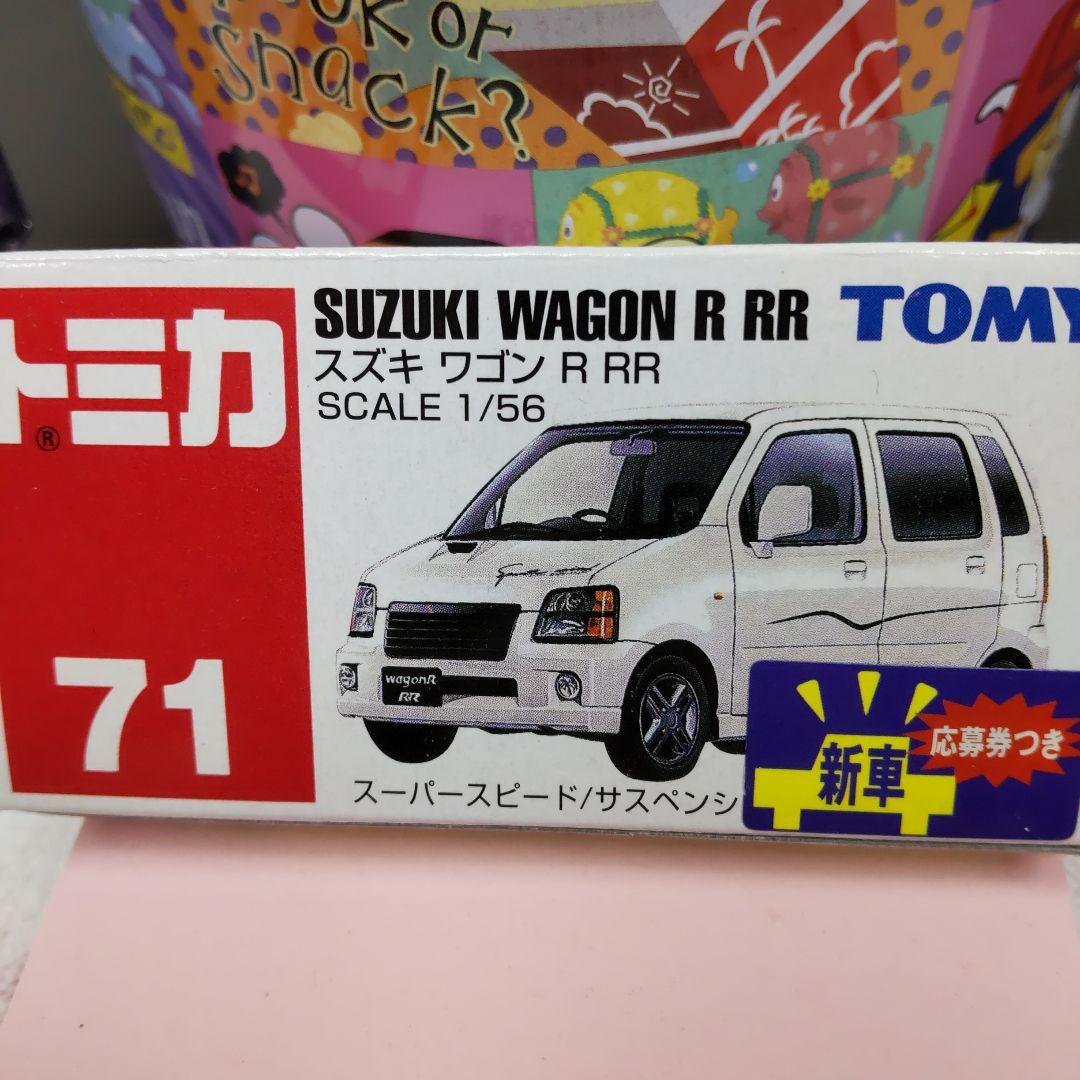 or
snack?
トミカ
®
71
SUZUKI WAGON R RR
TOMY
スズキ ワゴン R RR
SCALE 1/56
wagonR
RR
スーパースピード/サスペンシ
新車
応募券つき